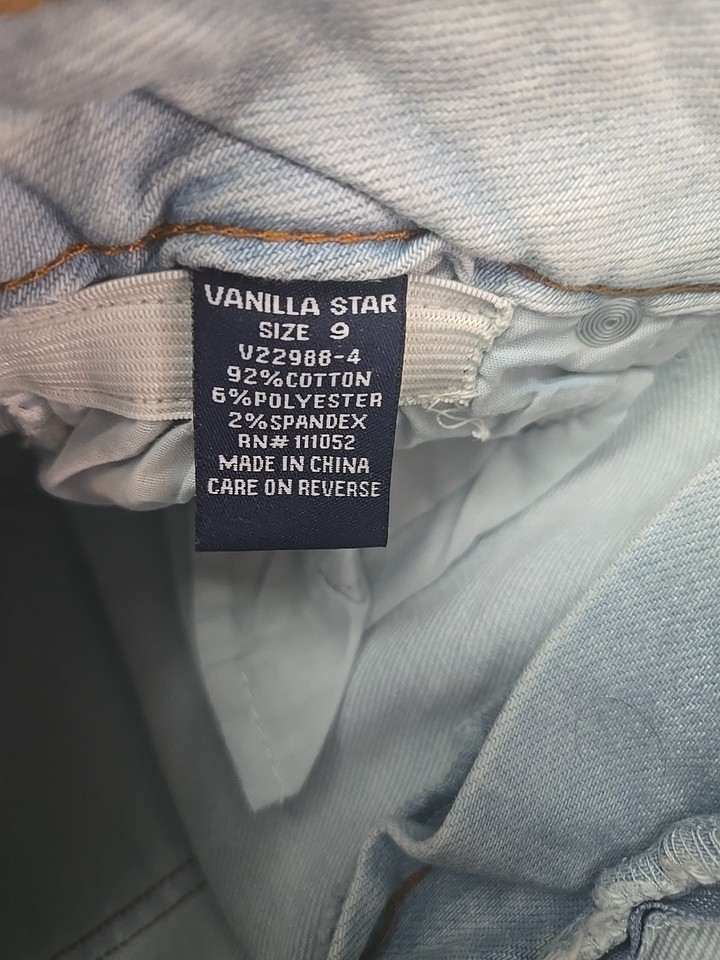 VANILLA STAR
SIZE 9
V22988-4
92%COTTON
6%POLYESTER
2%SPANDEX
RN# 111052
MADE IN CHINA
CARE ON REVERSE